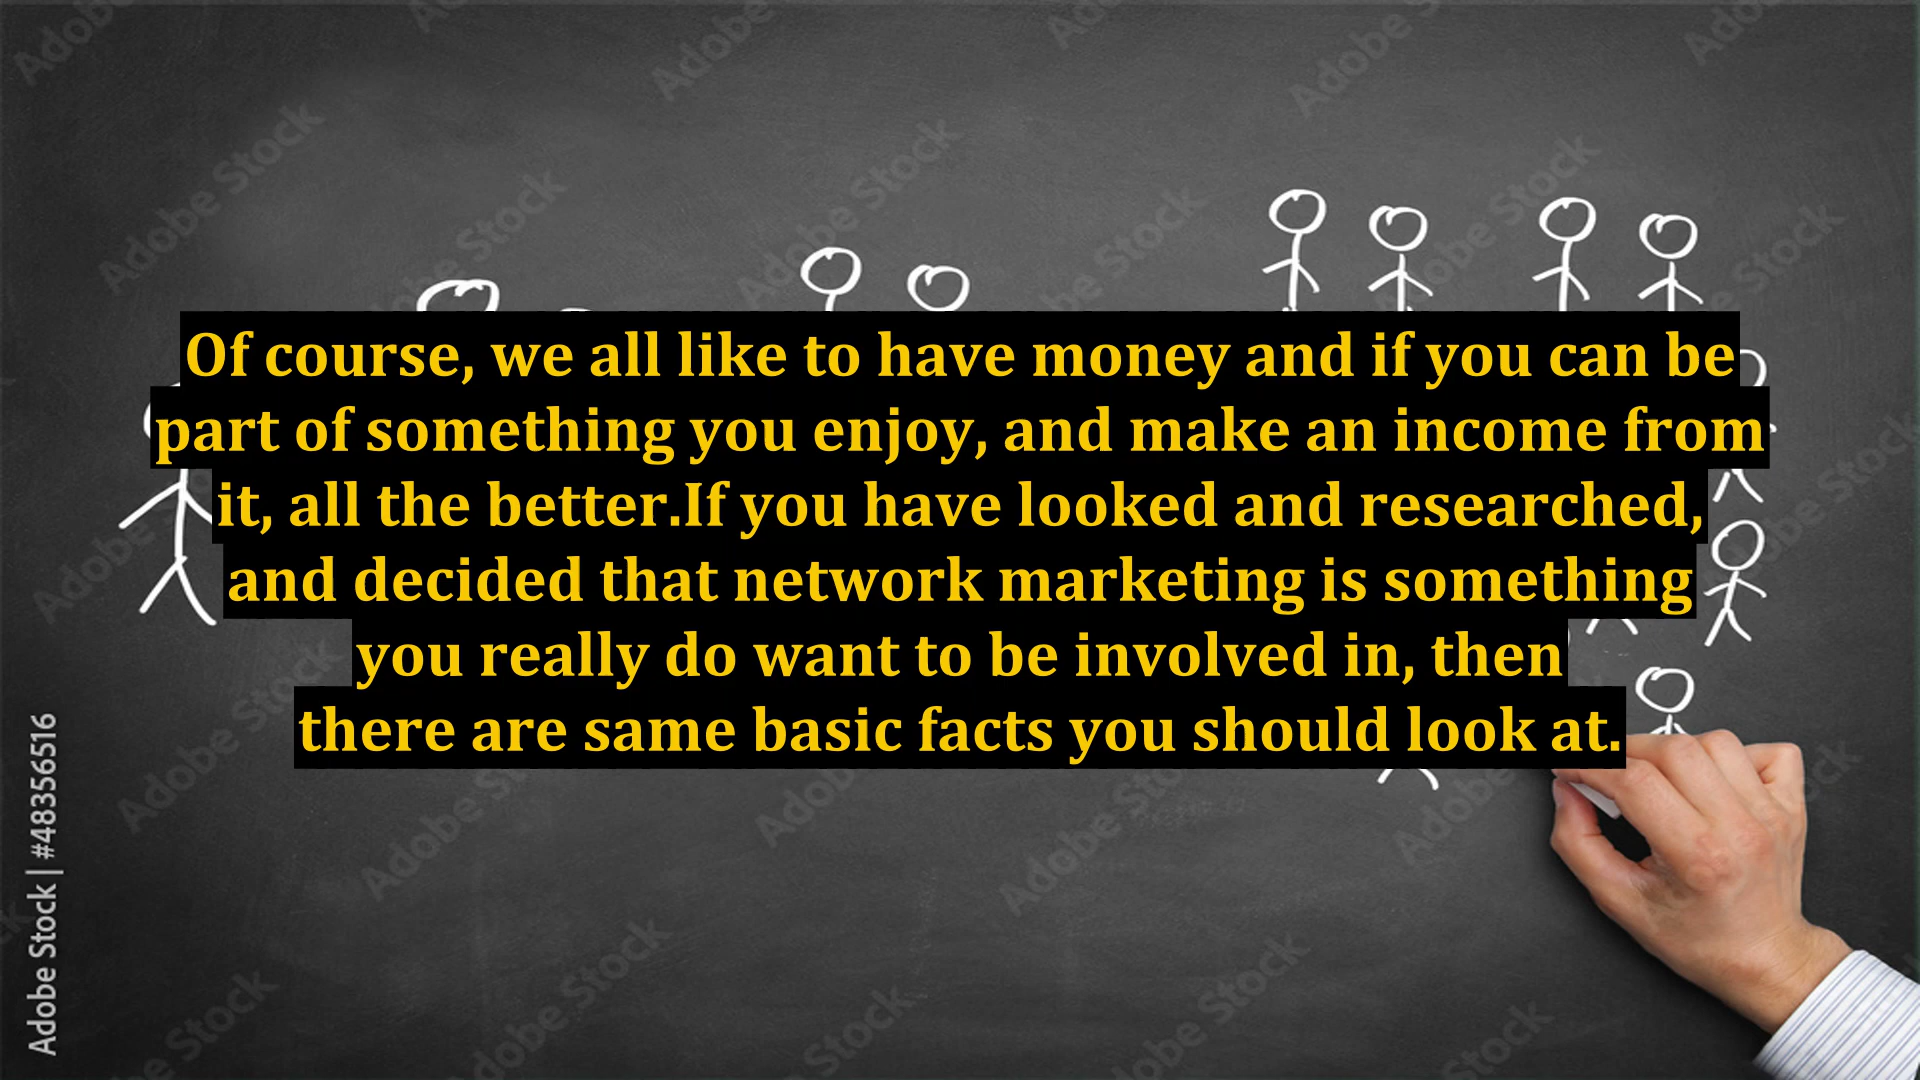 Of course, we all like to have money and if you can be
part of something you enjoy, and make an income from
it, all the better.If you have looked and researched,
and decided that network marketing is something
you really do want to be involved in, then
there are same basic facts you should look at.
Adobe Stock | #48356516
Adobe Stock